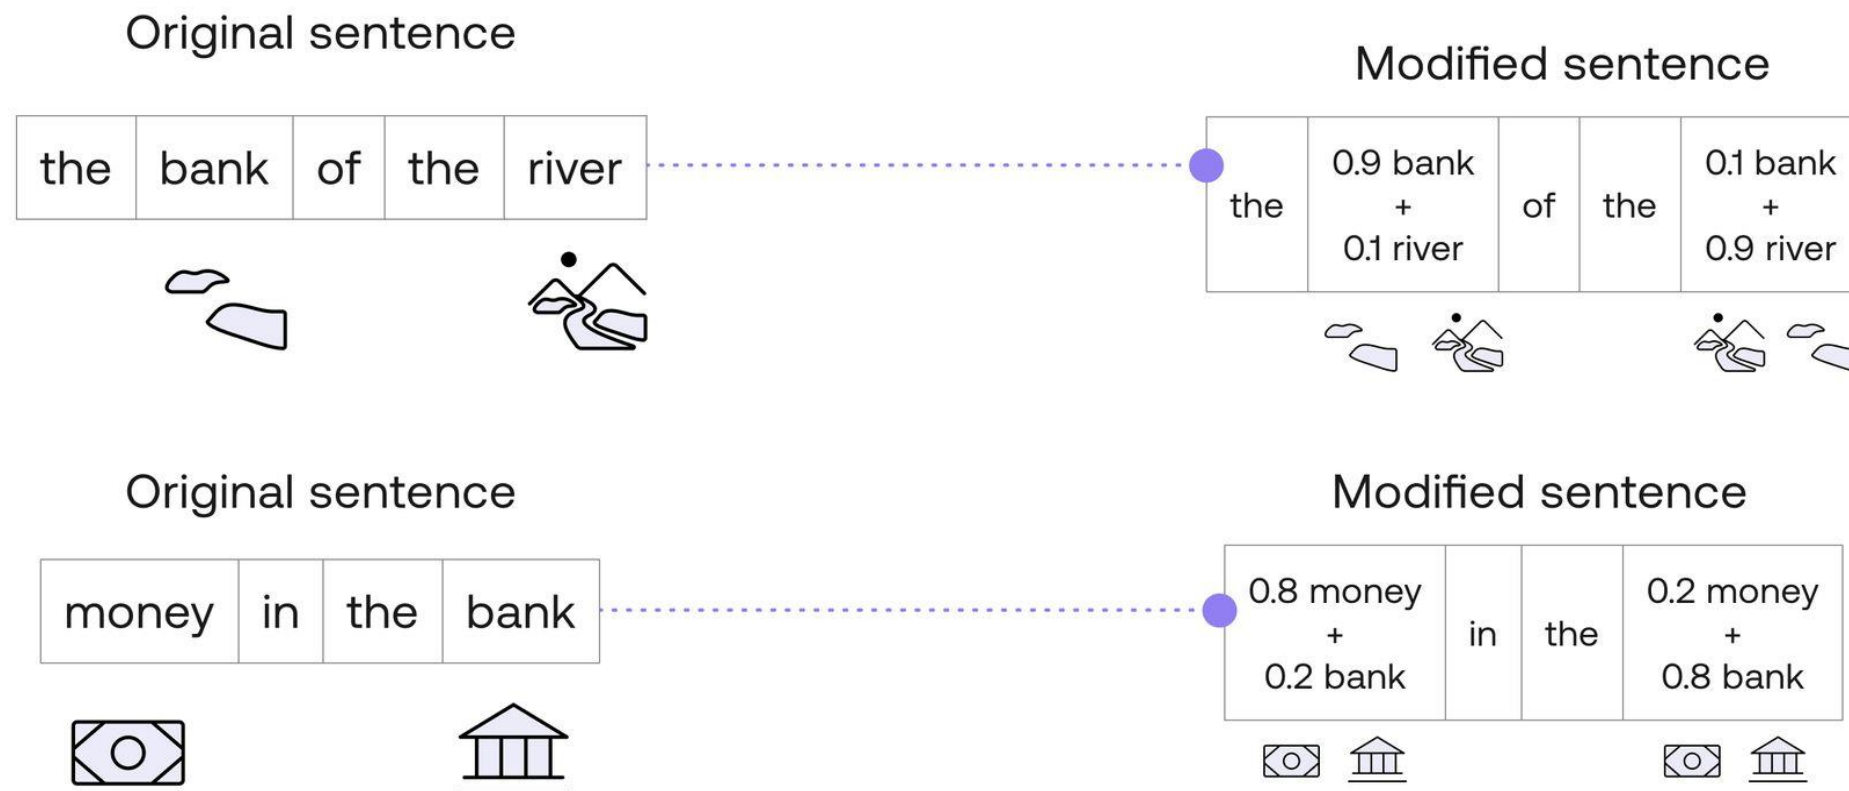 Original sentence
Modified sentence
the bank of the river
the
0.9 bank
+
0.1 river
of
the
0.1 bank
+
0.9 river
Original sentence
Modified sentence
money in the bank
0.8 money
+
0.2 bank
in
the
0.2 money
+
0.8 bank